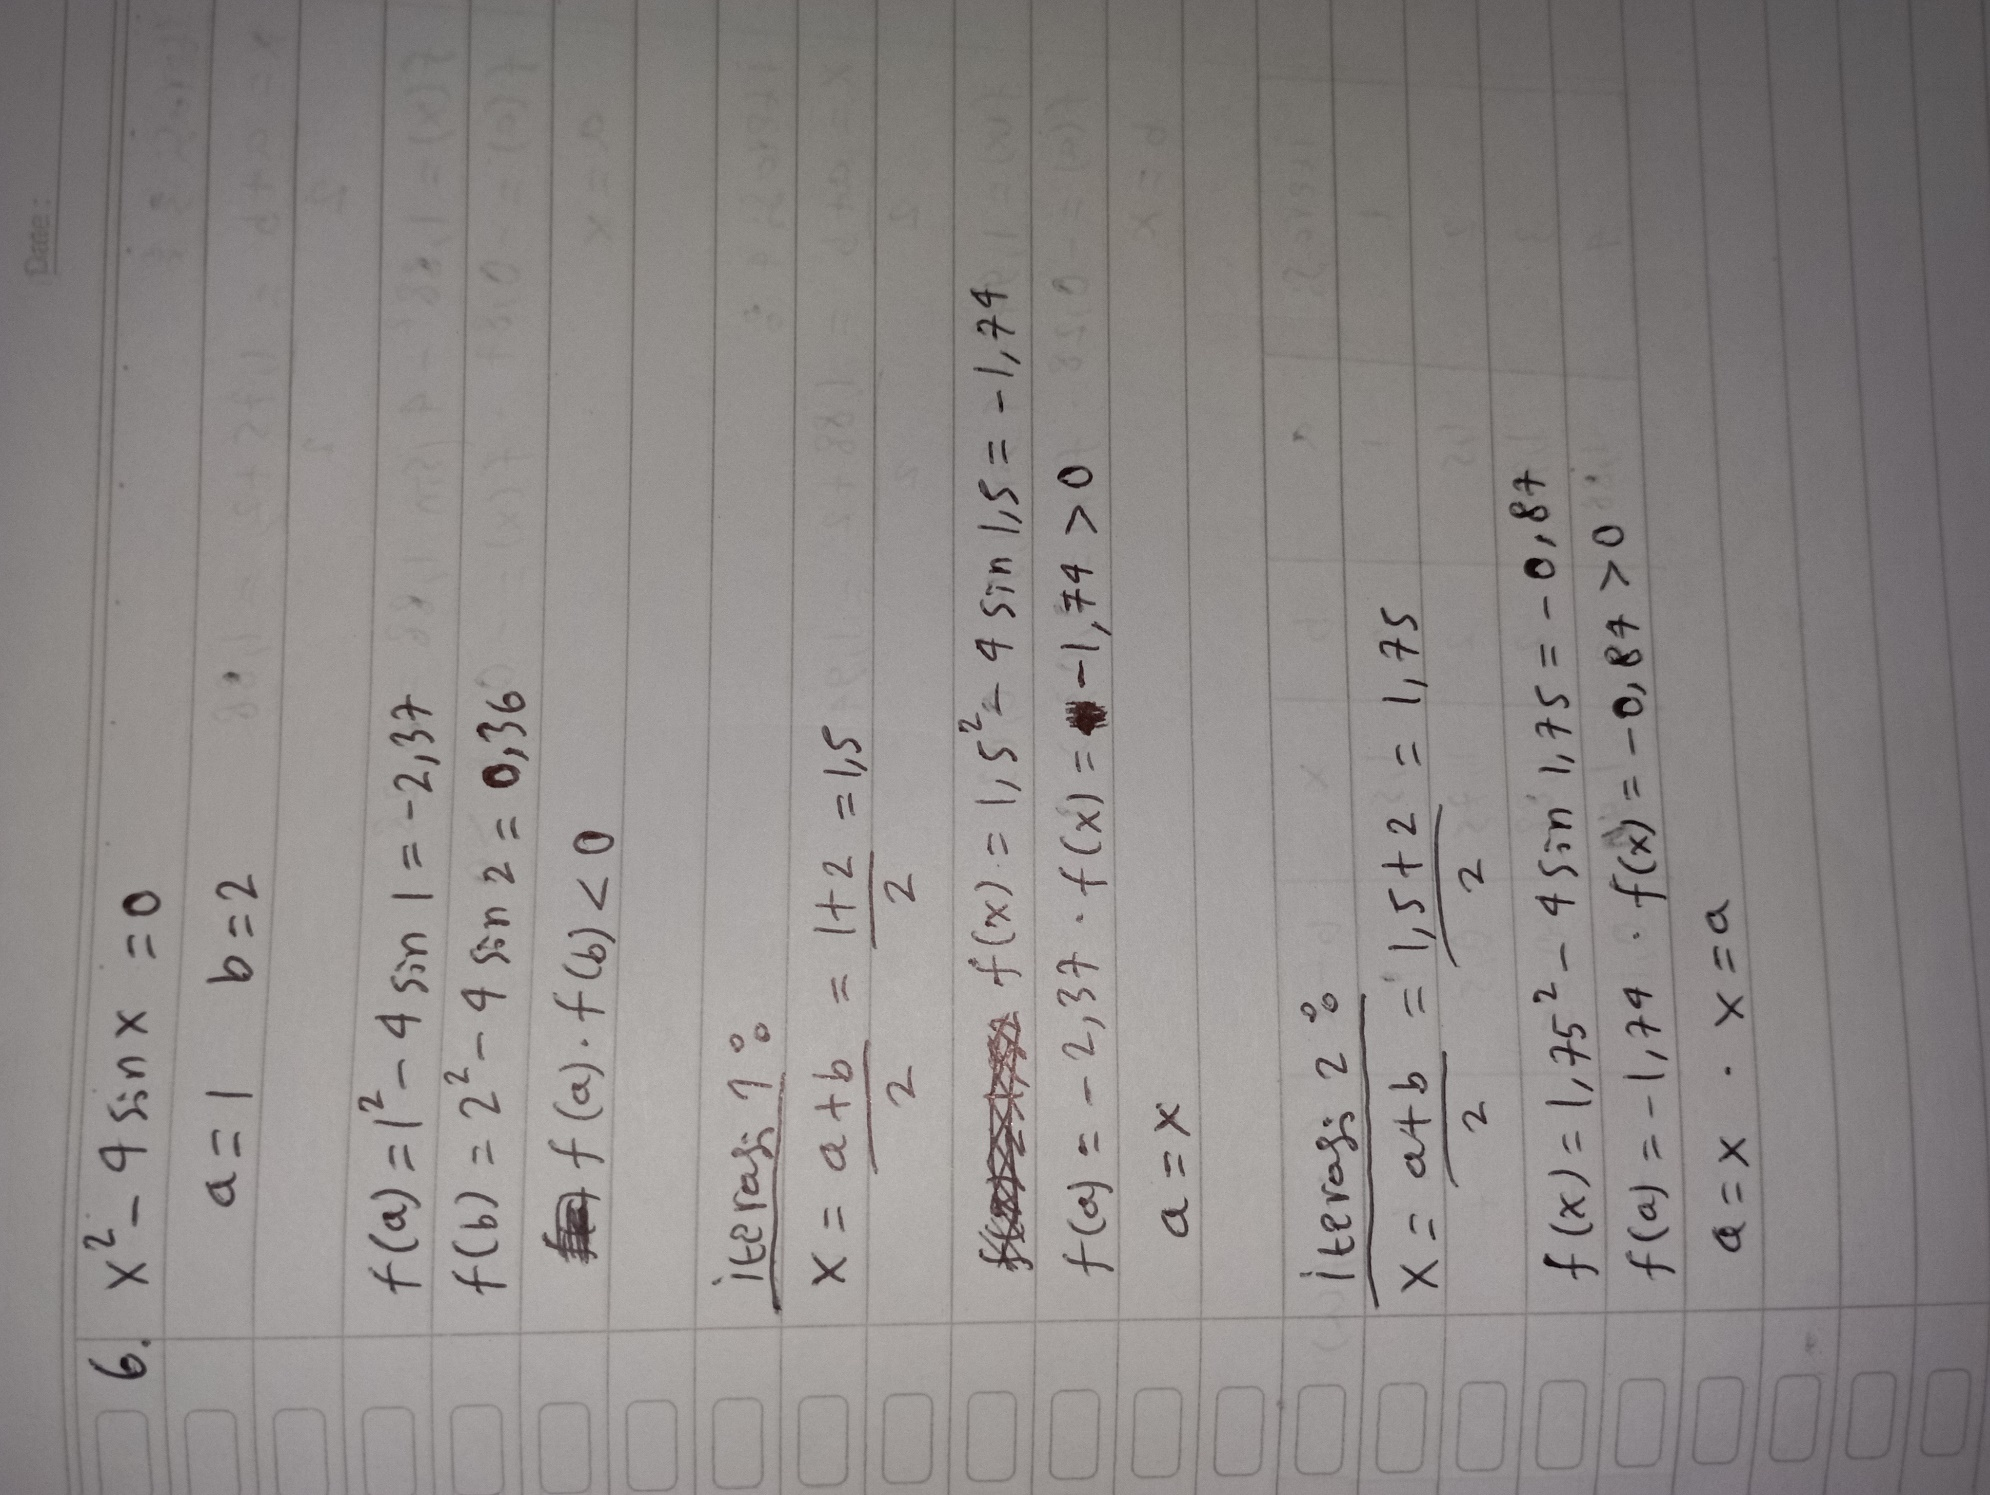 Date:
6. x² - 4 sin x = 0
a = 1 b = 2
f(a) = 1² - 4 sin 1 = -2,37
f(b) = 2² - 4 sin 2 = 0,36
f(a) . f(b) < 0
iterasi 1 :
x = a+b/2 = 1+2/2 = 1,5
f(x) = 1,5² - 4 sin 1,5 = -1,74
f(a) = -2,37 . f(x) = -1,74 > 0
a = x
iterasi 2 :
x = a+b/2 = 1,5+2/2 = 1,75
f(x) = 1,75² - 4 sin 1,75 = -0,87
f(a) = -1,74 . f(x) = -0,87 > 0
a = x . x = a